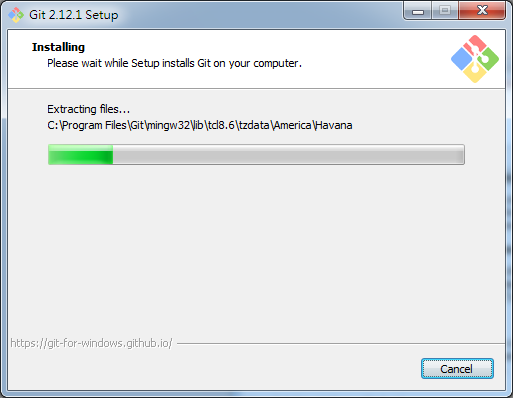 Git 2.12.1 Setup
Installing
Please wait while Setup installs Git on your computer.
Extracting files...
C:\Program Files\Git\mingw32\lib\tcl8.6\tzdata\America\Havana
https://git-for-windows.github.io/
Cancel